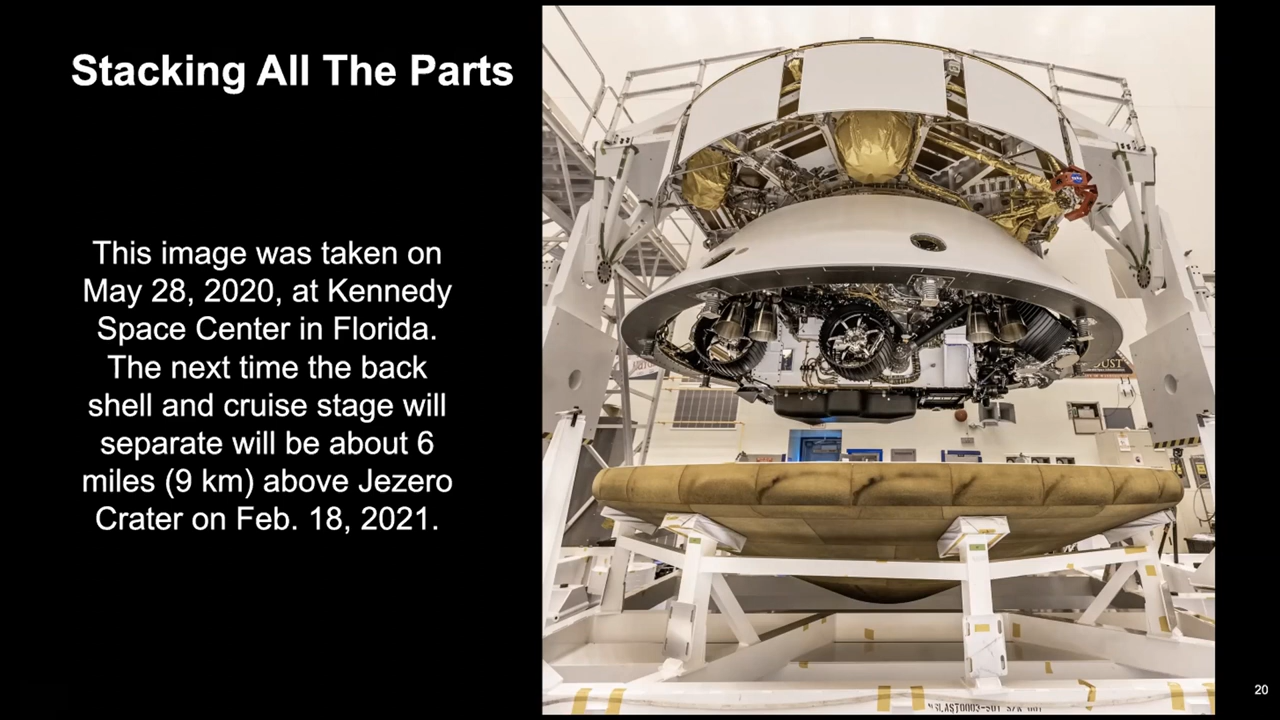 Stacking All The Parts
This image was taken on
May 28, 2020, at Kennedy
Space Center in Florida.
The next time the back
shell and cruise stage will
separate will be about 6
miles (9 km) above Jezero
Crater on Feb. 18, 2021.
NASA
20